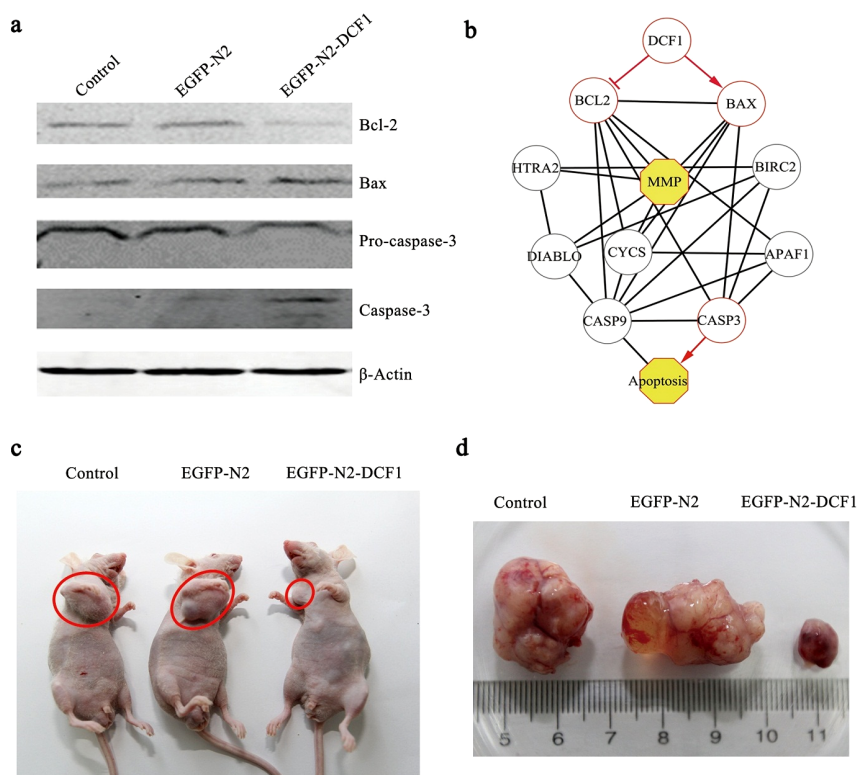 a
Control
EGFP-N2
EGFP-N2-DCF1
Bcl-2
Bax
Pro-caspase-3
Caspase-3
β-Actin
b
DCF1
BCL2
BAX
HTRA2
MMP
BIRC2
DIABLO
CYCS
APAF1
CASP9
CASP3
Apoptosis
c
Control EGFP-N2 EGFP-N2-DCF1
d
Control EGFP-N2 EGFP-N2-DCF1
5 6 7 8 9 10 11